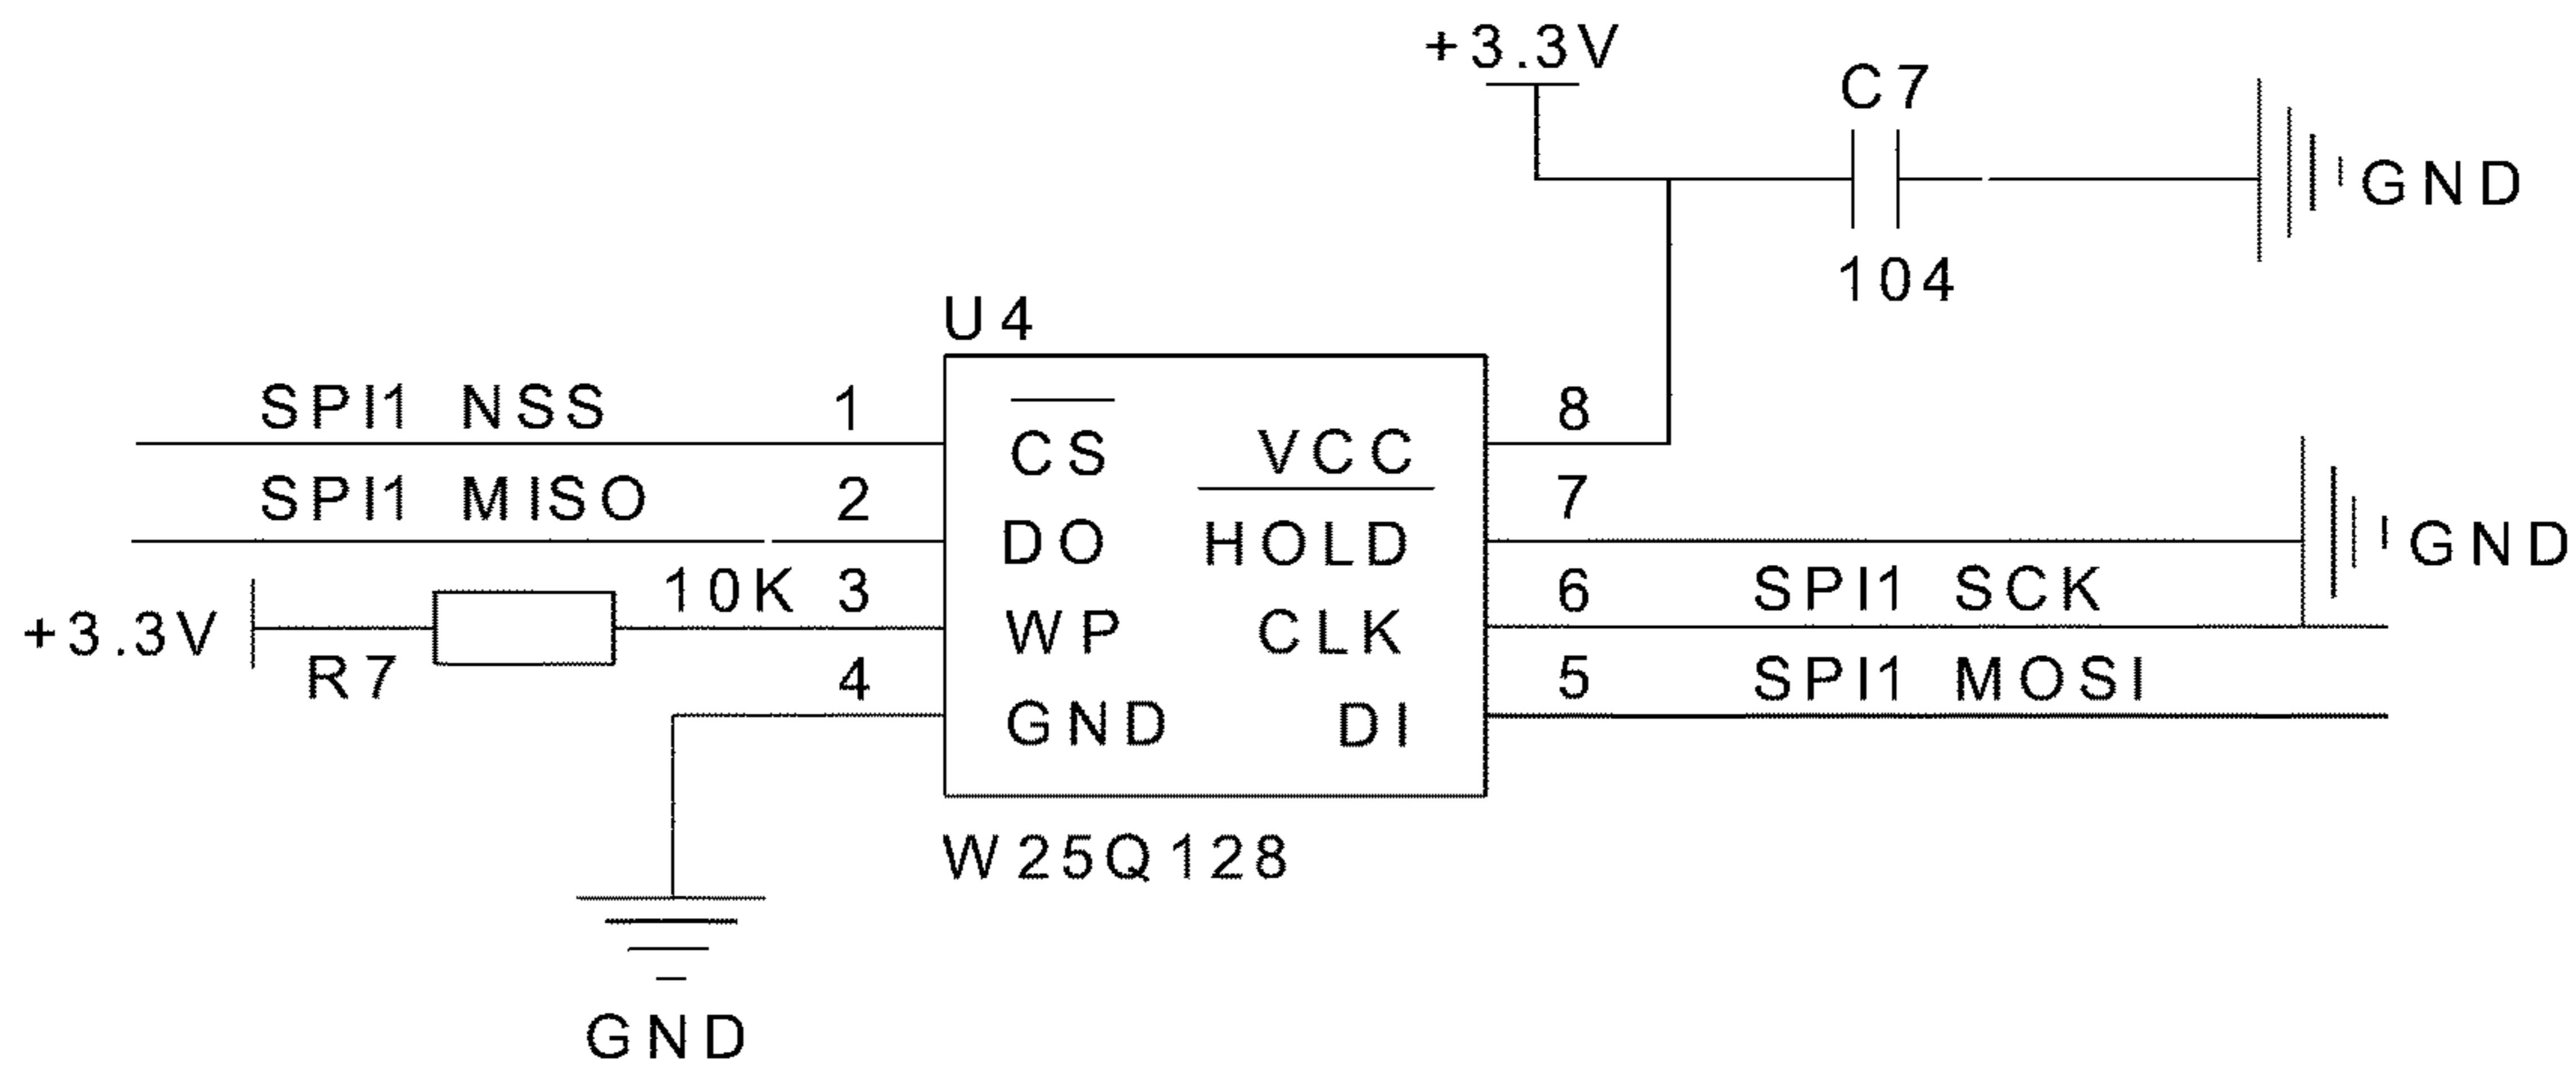 +3.3V
C7
GND
104
U4
SPI1 NSS 1 CS VCC 8
SPI1 MISO 2 DO HOLD 7 GND
+3.3V R7 10K 3 WP CLK 6 SPI1 SCK
4 GND DI 5 SPI1 MOSI
W25Q128
GND